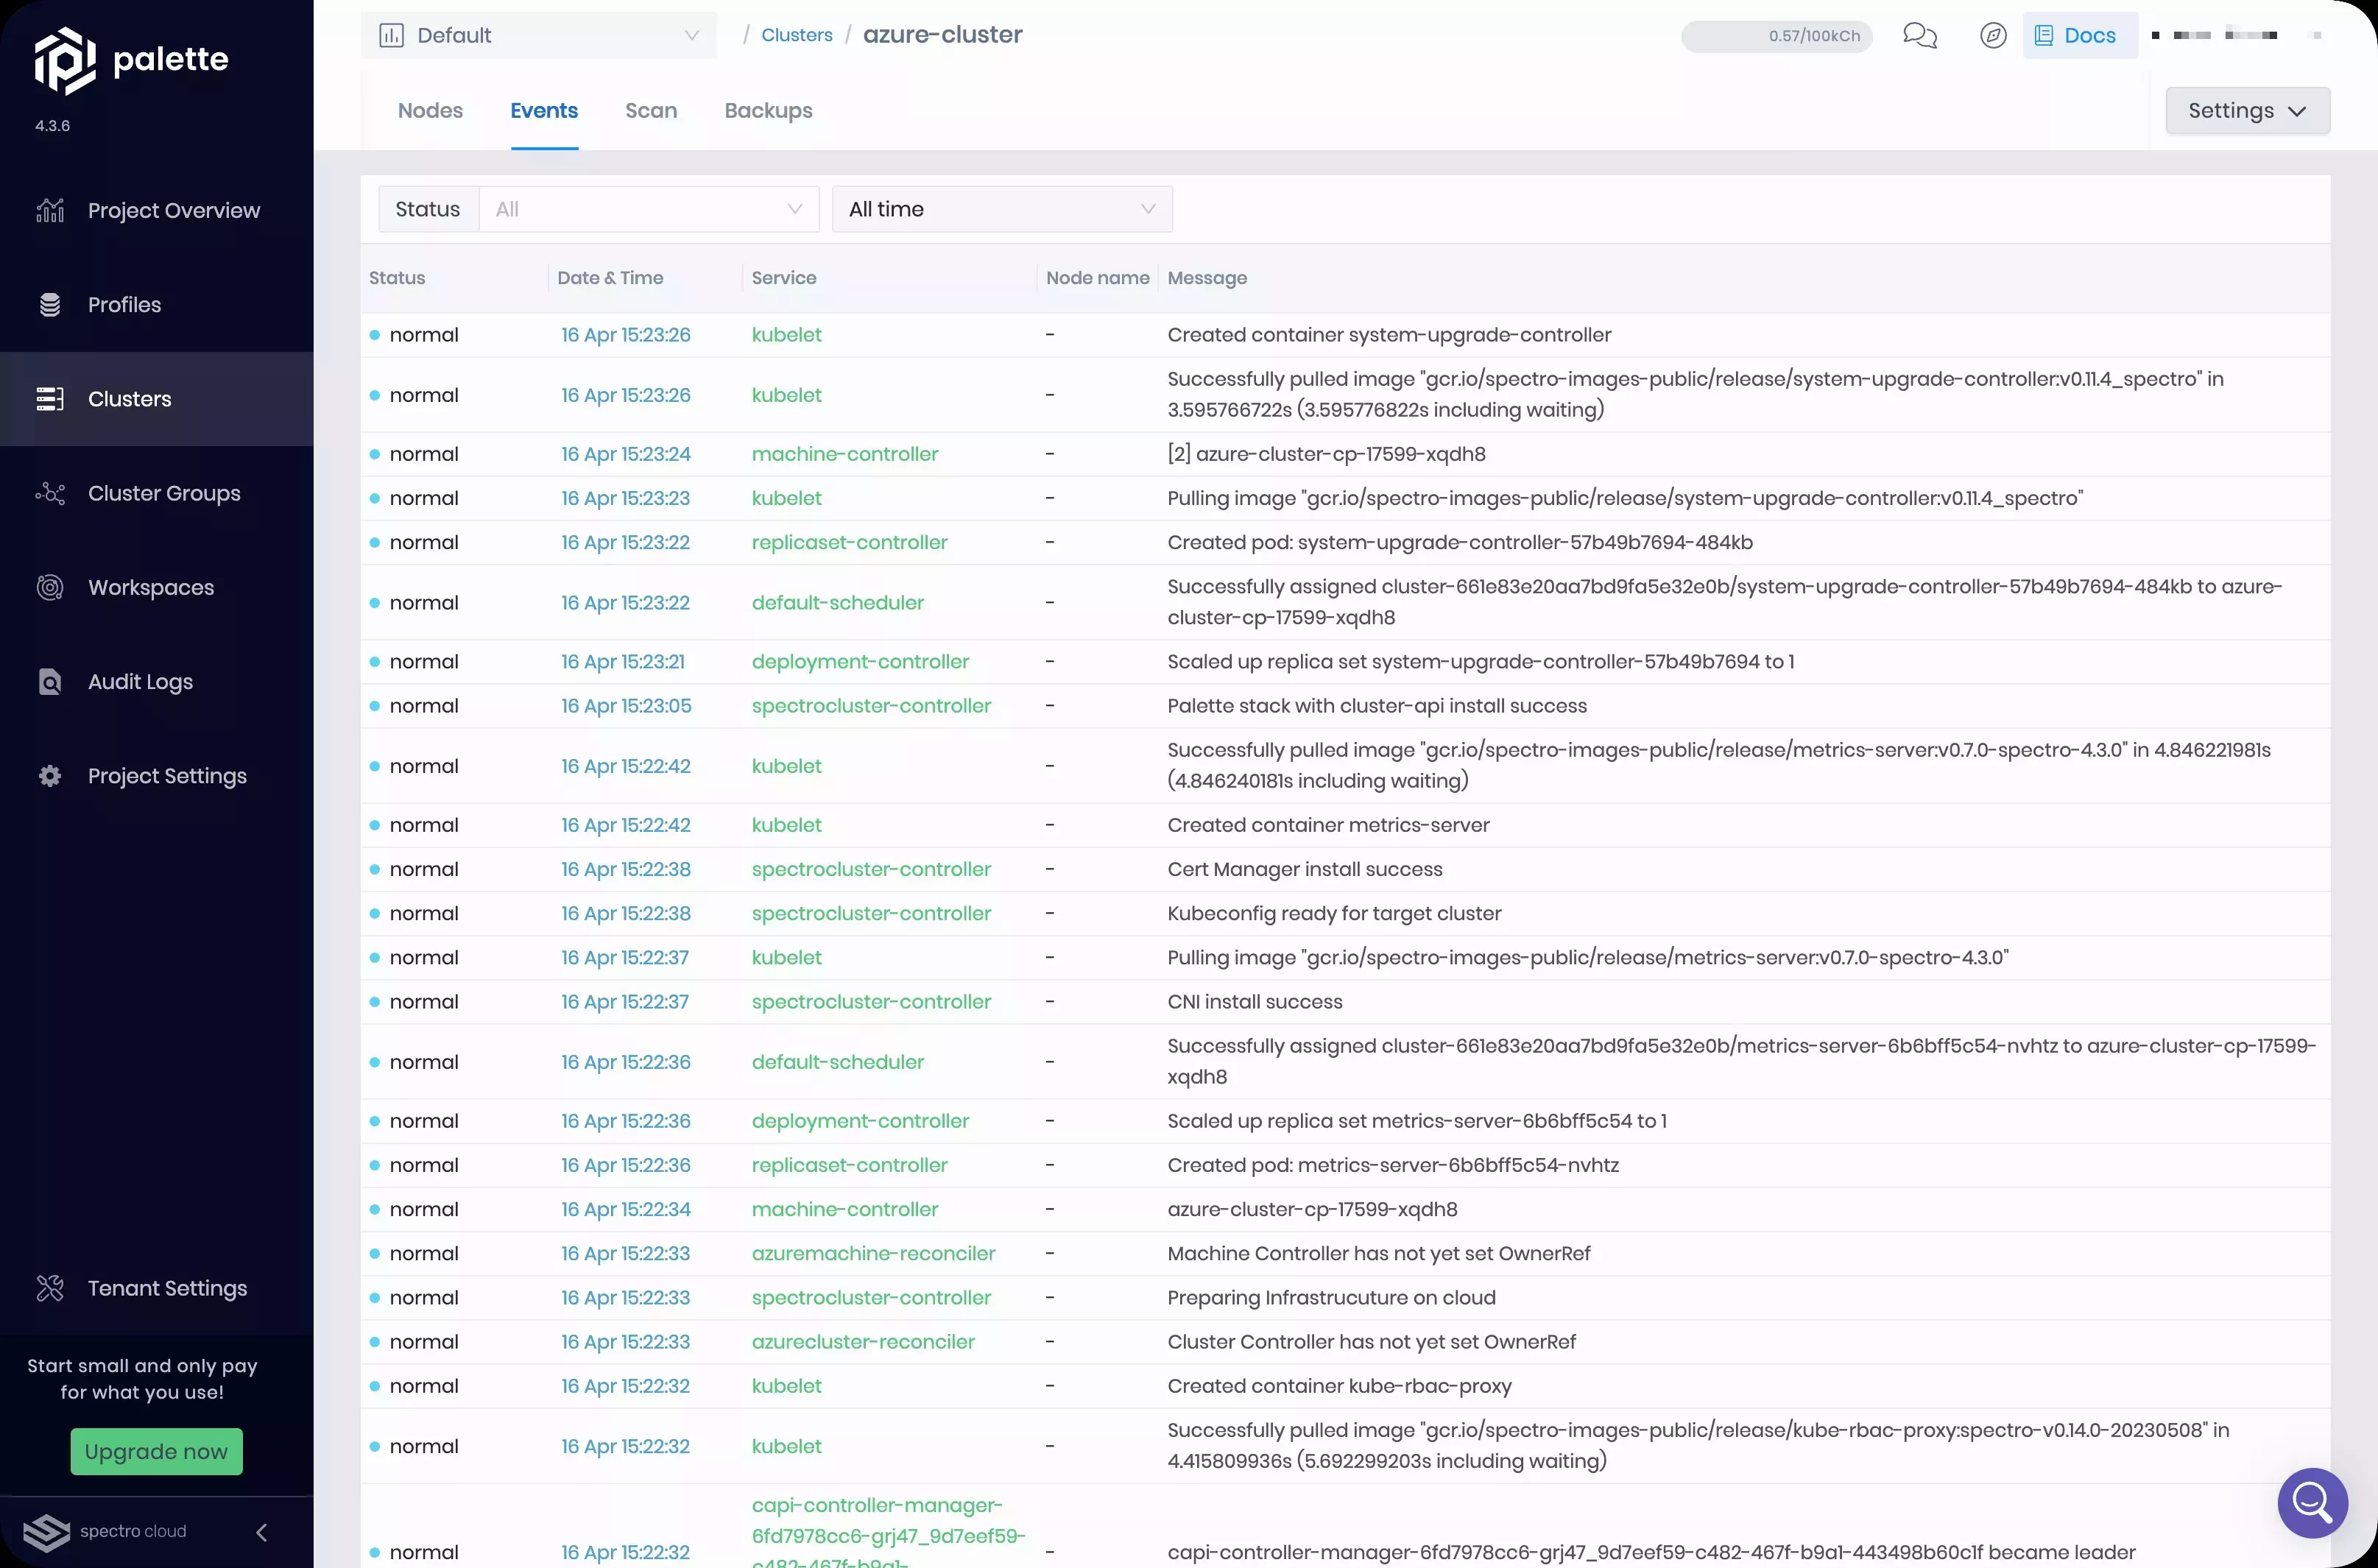 palette
4.3.6
Project Overview
Profiles
Clusters
Cluster Groups
Workspaces
Audit Logs
Project Settings
Tenant Settings
Start small and only pay
for what you use!
Upgrade now
spectro cloud
Default
/ Clusters / azure-cluster
0.57/100kCh
Docs
Nodes Events Scan Backups
Settings
Status All All time
Status Date & Time Service Node name Message
normal 16 Apr 15:23:26 kubelet - Created container system-upgrade-controller
normal 16 Apr 15:23:26 kubelet - Successfully pulled image "gcr.io/spectro-images-public/release/system-upgrade-controller:v0.11.4_spectro" in
3.595766722s (3.595776822s including waiting)
normal 16 Apr 15:23:24 machine-controller - [2] azure-cluster-cp-17599-xqdh8
normal 16 Apr 15:23:23 kubelet - Pulling image "gcr.io/spectro-images-public/release/system-upgrade-controller:v0.11.4_spectro"
normal 16 Apr 15:23:22 replicaset-controller - Created pod: system-upgrade-controller-57b49b7694-484kb
normal 16 Apr 15:23:22 default-scheduler - Successfully assigned cluster-661e83e20aa7bd9fa5e32e0b/system-upgrade-controller-57b49b7694-484kb to azure-
cluster-cp-17599-xqdh8
normal 16 Apr 15:23:21 deployment-controller - Scaled up replica set system-upgrade-controller-57b49b7694 to 1
normal 16 Apr 15:23:05 spectrocluster-controller - Palette stack with cluster-api install success
normal 16 Apr 15:22:42 kubelet - Successfully pulled image "gcr.io/spectro-images-public/release/metrics-server:v0.7.0-spectro-4.3.0" in 4.846221981s
(4.846240181s including waiting)
normal 16 Apr 15:22:42 kubelet - Created container metrics-server
normal 16 Apr 15:22:38 spectrocluster-controller - Cert Manager install success
normal 16 Apr 15:22:38 spectrocluster-controller - Kubeconfig ready for target cluster
normal 16 Apr 15:22:37 kubelet - Pulling image "gcr.io/spectro-images-public/release/metrics-server:v0.7.0-spectro-4.3.0"
normal 16 Apr 15:22:37 spectrocluster-controller - CNI install success
normal 16 Apr 15:22:36 default-scheduler - Successfully assigned cluster-661e83e20aa7bd9fa5e32e0b/metrics-server-6b6bff5c54-nvhtz to azure-cluster-cp-17599-
xqdh8
normal 16 Apr 15:22:36 deployment-controller - Scaled up replica set metrics-server-6b6bff5c54 to 1
normal 16 Apr 15:22:36 replicaset-controller - Created pod: metrics-server-6b6bff5c54-nvhtz
normal 16 Apr 15:22:34 machine-controller - azure-cluster-cp-17599-xqdh8
normal 16 Apr 15:22:33 azuremachine-reconciler - Machine Controller has not yet set OwnerRef
normal 16 Apr 15:22:33 spectrocluster-controller - Preparing Infrastrucuture on cloud
normal 16 Apr 15:22:33 azurecluster-reconciler - Cluster Controller has not yet set OwnerRef
normal 16 Apr 15:22:32 kubelet - Created container kube-rbac-proxy
normal 16 Apr 15:22:32 kubelet - Successfully pulled image "gcr.io/spectro-images-public/release/kube-rbac-proxy:spectro-v0.14.0-20230508" in
4.415809936s (5.692299203s including waiting)
capi-controller-manager-
6fd7978cc6-grj47_9d7eef59-
c482-467f-b9a1-
normal 16 Apr 15:22:32 - capi-controller-manager-6fd7978cc6-grj47_9d7eef59-c482-467f-b9a1-443498b60c1f became leader